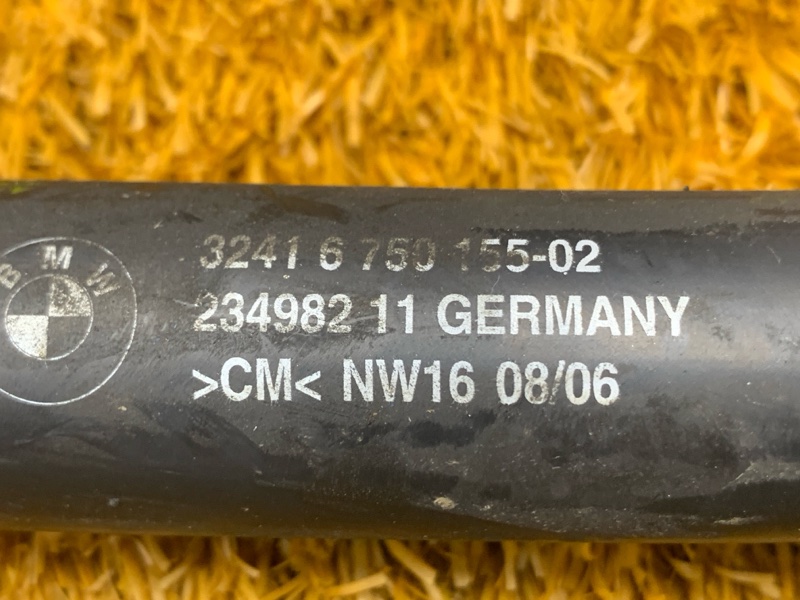 BMW
3241 6 750 155-02
234982 11 GERMANY
>CM< NW16 08/06